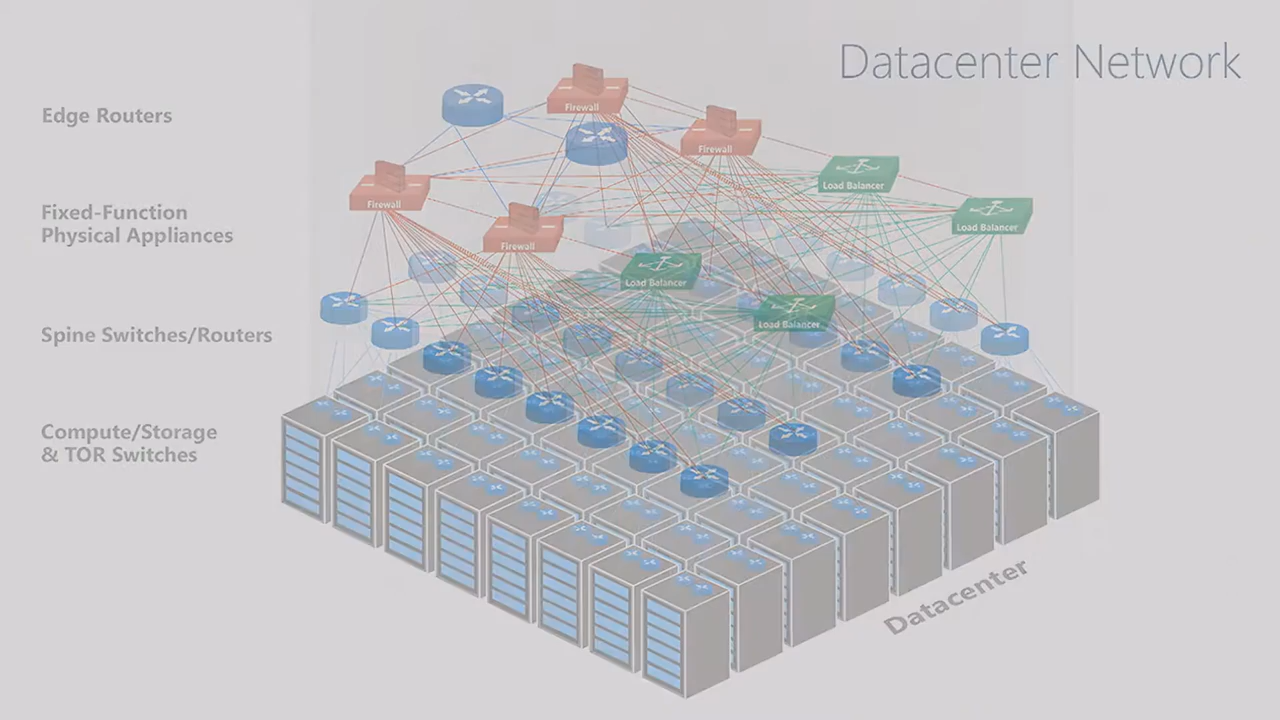 Datacenter Network
Edge Routers
Firewall
Firewall
Load Balancer
Firewall
Fixed-Function
Physical Appliances
Load Balancer
Firewall
Load Balancer
Load Balancer
Spine Switches/Routers
Compute/Storage
& TOR Switches
Datacenter